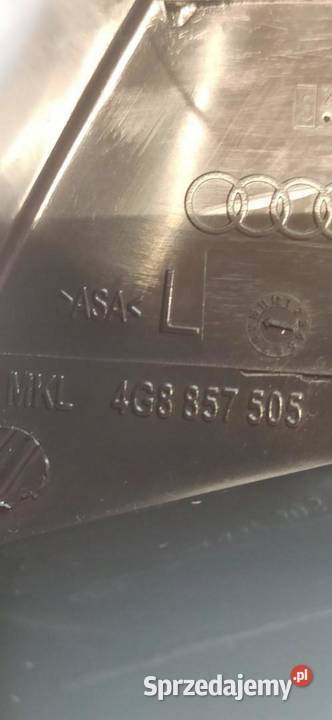 >ASA< L
MKL 4G8 857 505
Sprzedajemy.pl